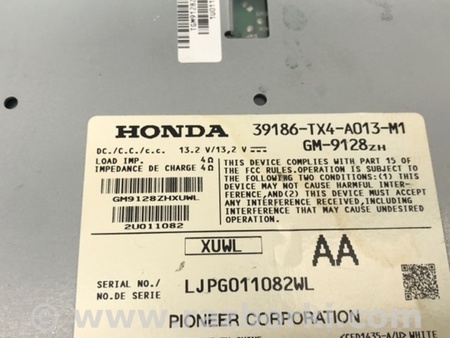 HONDA 39186-TX4-A013-M1
GM-9128ZH
DC./C.C./c.c. 13.2 V/13,2 V
LOAD IMP. 4Ω
IMPEDANCE DE CHARGE 4Ω
THIS DEVICE COMPLIES WITH PART 15 OF
THE FCC RULES.OPERATION IS SUBJECT
TO THE FOLLOWING TWO CONDITIONS:(1) THIS
DEVICE MAY NOT CAUSE HARMFUL INTER-
FERENCE,AND(2) THIS DEVICE MUST ACCEPT
ANY INTERFERENCE RECEIVED,INCLUDING
INTERFERENCE THAT MAY CAUSE
UNDESIRED OPERATION.
GM9128ZHXUWL
2U011082
XUWL
AA
SERIAL NO./
NO.DE SERIE
LJPG011082WL
PIONEER CORPORATION
<CED1435-A/U> WHITE